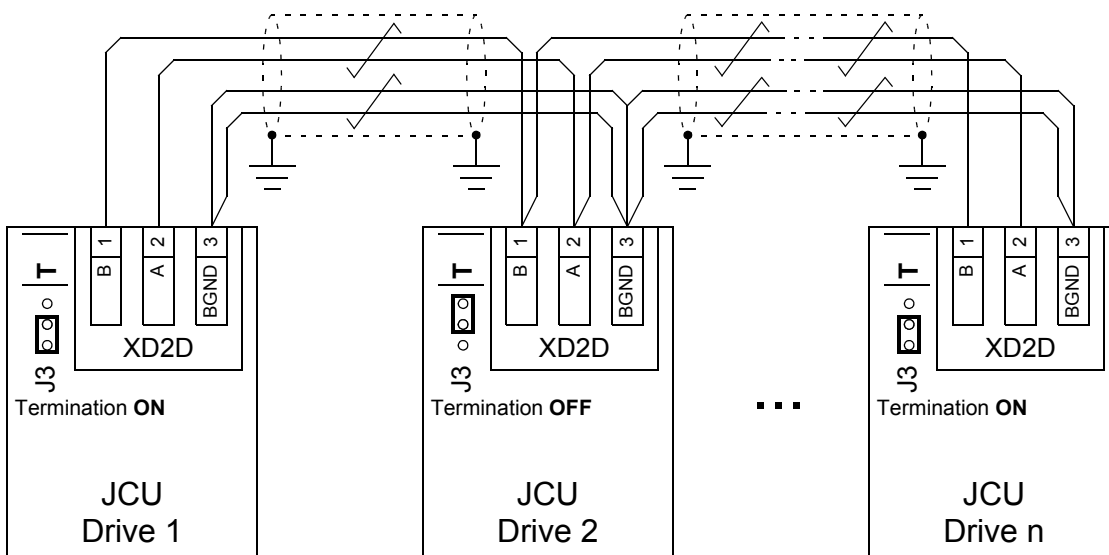 1 2 3
B A BGND
T
XD2D
J3
Termination ON
JCU
Drive 1
1 2 3
B A BGND
T
XD2D
J3
Termination OFF
JCU
Drive 2
...
1 2 3
B A BGND
T
XD2D
J3
Termination ON
JCU
Drive n